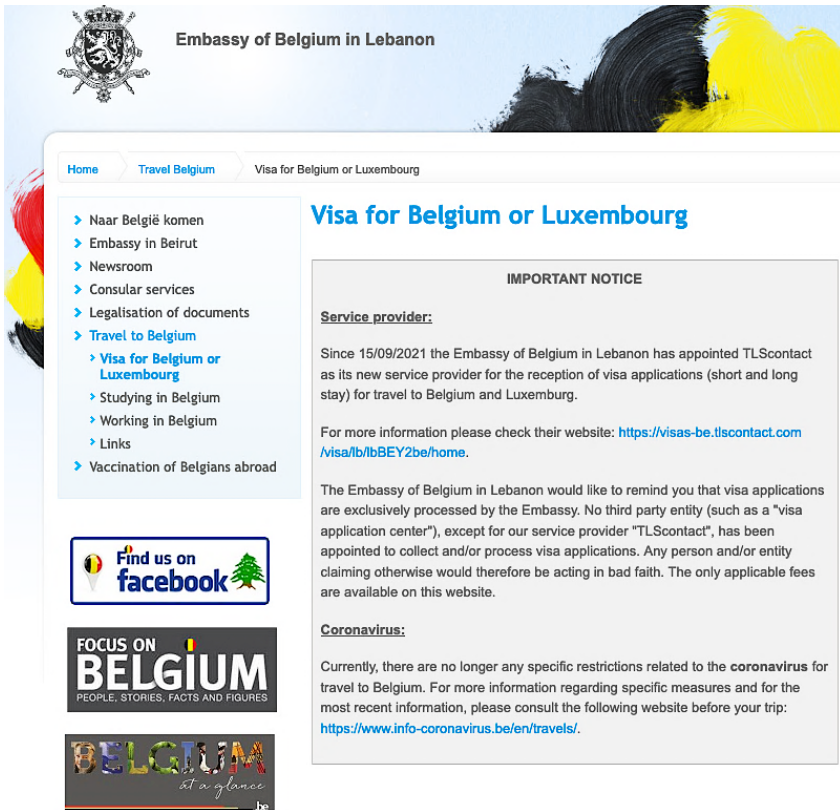 Embassy of Belgium in Lebanon
Home
Travel Belgium
Visa for Belgium or Luxembourg
Naar België komen
Embassy in Beirut
Newsroom
Consular services
Legalisation of documents
Travel to Belgium
Visa for Belgium or
Luxembourg
Studying in Belgium
Working in Belgium
Links
Vaccination of Belgians abroad
Find us on
facebook
FOCUS ON
BELGIUM
PEOPLE, STORIES, FACTS AND FIGURES
BELGIUM
at a glance
.be
Visa for Belgium or Luxembourg
IMPORTANT NOTICE
Service provider:
Since 15/09/2021 the Embassy of Belgium in Lebanon has appointed TLScontact
as its new service provider for the reception of visa applications (short and long
stay) for travel to Belgium and Luxemburg.
For more information please check their website: https://visas-be.tlscontact.com
/visa/lb/lbBEY2be/home.
The Embassy of Belgium in Lebanon would like to remind you that visa applications
are exclusively processed by the Embassy. No third party entity (such as a "visa
application center"), except for our service provider "TLScontact", has been
appointed to collect and/or process visa applications. Any person and/or entity
claiming otherwise would therefore be acting in bad faith. The only applicable fees
are available on this website.
Coronavirus:
Currently, there are no longer any specific restrictions related to the coronavirus for
travel to Belgium. For more information regarding specific measures and for the
most recent information, please consult the following website before your trip:
https://www.info-coronavirus.be/en/travels/.